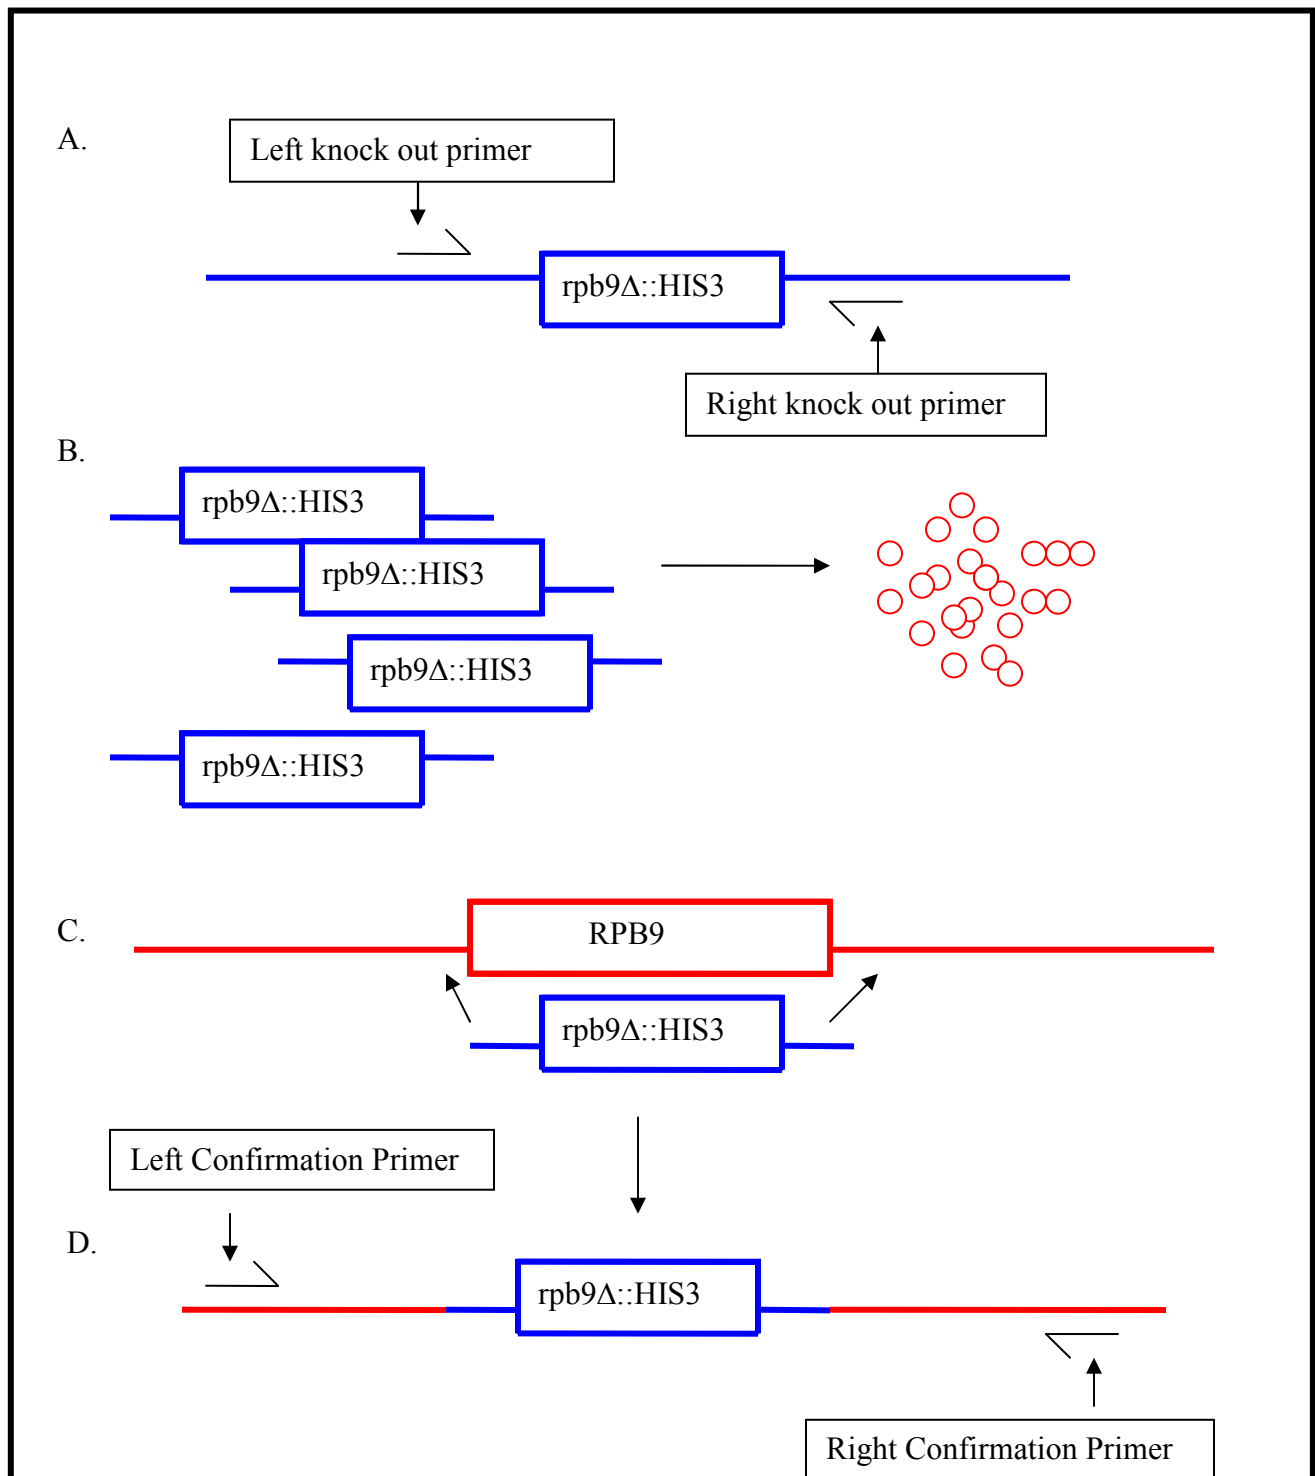 A.
Left knock out primer
rpb9Δ::HIS3
Right knock out primer
B.
rpb9Δ::HIS3
rpb9Δ::HIS3
rpb9Δ::HIS3
rpb9Δ::HIS3
C.
RPB9
rpb9Δ::HIS3
Left Confirmation Primer
D.
rpb9Δ::HIS3
Right Confirmation Primer